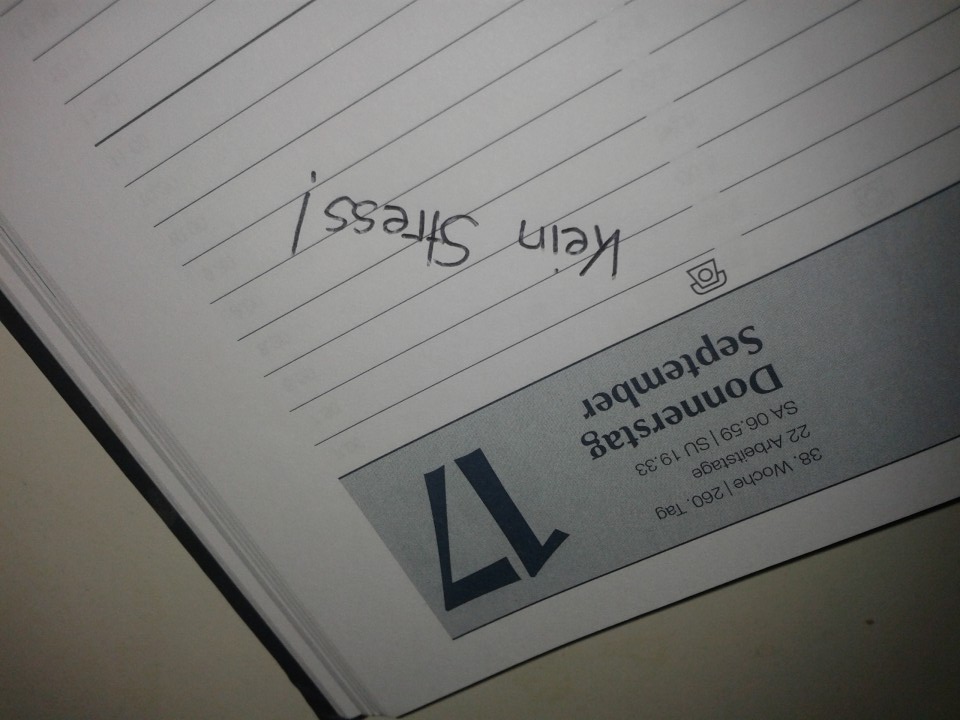 38. Woche | 260. Tag
22 Arbeitstage
SA 06.59 | SU 19.33
Donnerstag
September
17
Kein Stress!